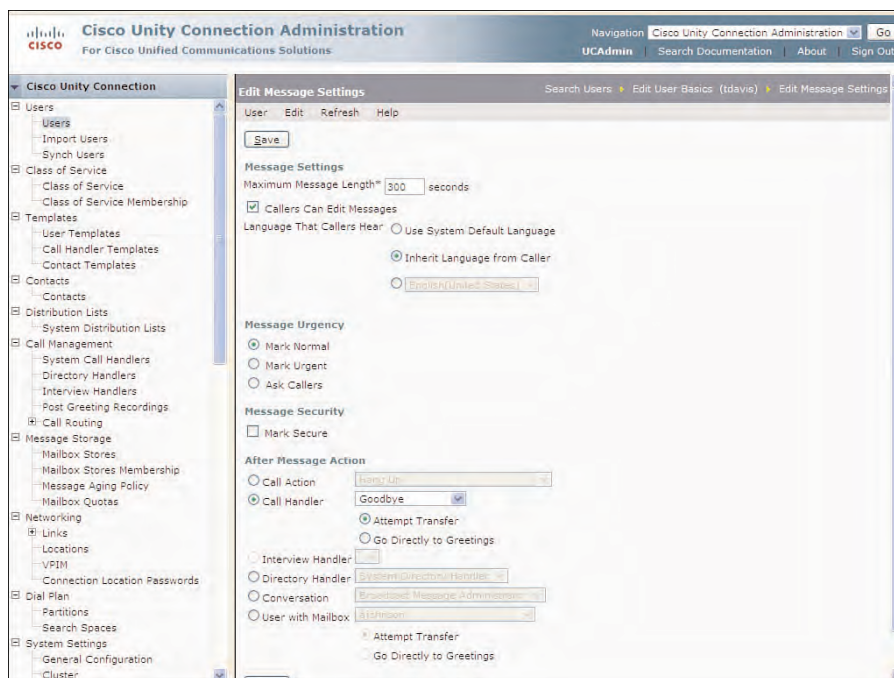 Cisco Unity Connection Administration
For Cisco Unified Communications Solutions
CISCO
Navigation Cisco Unity Connection Administration Go
UCAdmin | Search Documentation | About | Sign Out
Cisco Unity Connection
Users
Users
Import Users
Synch Users
Class of Service
Class of Service
Class of Service Membership
Templates
User Templates
Call Handler Templates
Contact Templates
Contacts
Contacts
Distribution Lists
System Distribution Lists
Call Management
System Call Handlers
Directory Handlers
Interview Handlers
Post Greeting Recordings
Call Routing
Message Storage
Mailbox Stores
Mailbox Stores Membership
Message Aging Policy
Mailbox Quotas
Networking
Links
Locations
VPIM
Connection Location Passwords
Dial Plan
Partitions
Search Spaces
System Settings
General Configuration
Cluster
Edit Message Settings
Search Users Edit User Basics (tdavis) Edit Message Settings
User Edit Refresh Help
Save
Message Settings
Maximum Message Length* 300 seconds
Callers Can Edit Messages
Language That Callers Hear Use System Default Language
Inherit Language from Caller
English(United States)
Message Urgency
Mark Normal
Mark Urgent
Ask Callers
Message Security
Mark Secure
After Message Action
Call Action Hang Up
Call Handler Goodbye
Attempt Transfer
Go Directly to Greetings
Interview Handler
Directory Handler System Directory Handler
Conversation Broadcast Message Administrator
User with Mailbox
Attempt Transfer
Go Directly to Greetings